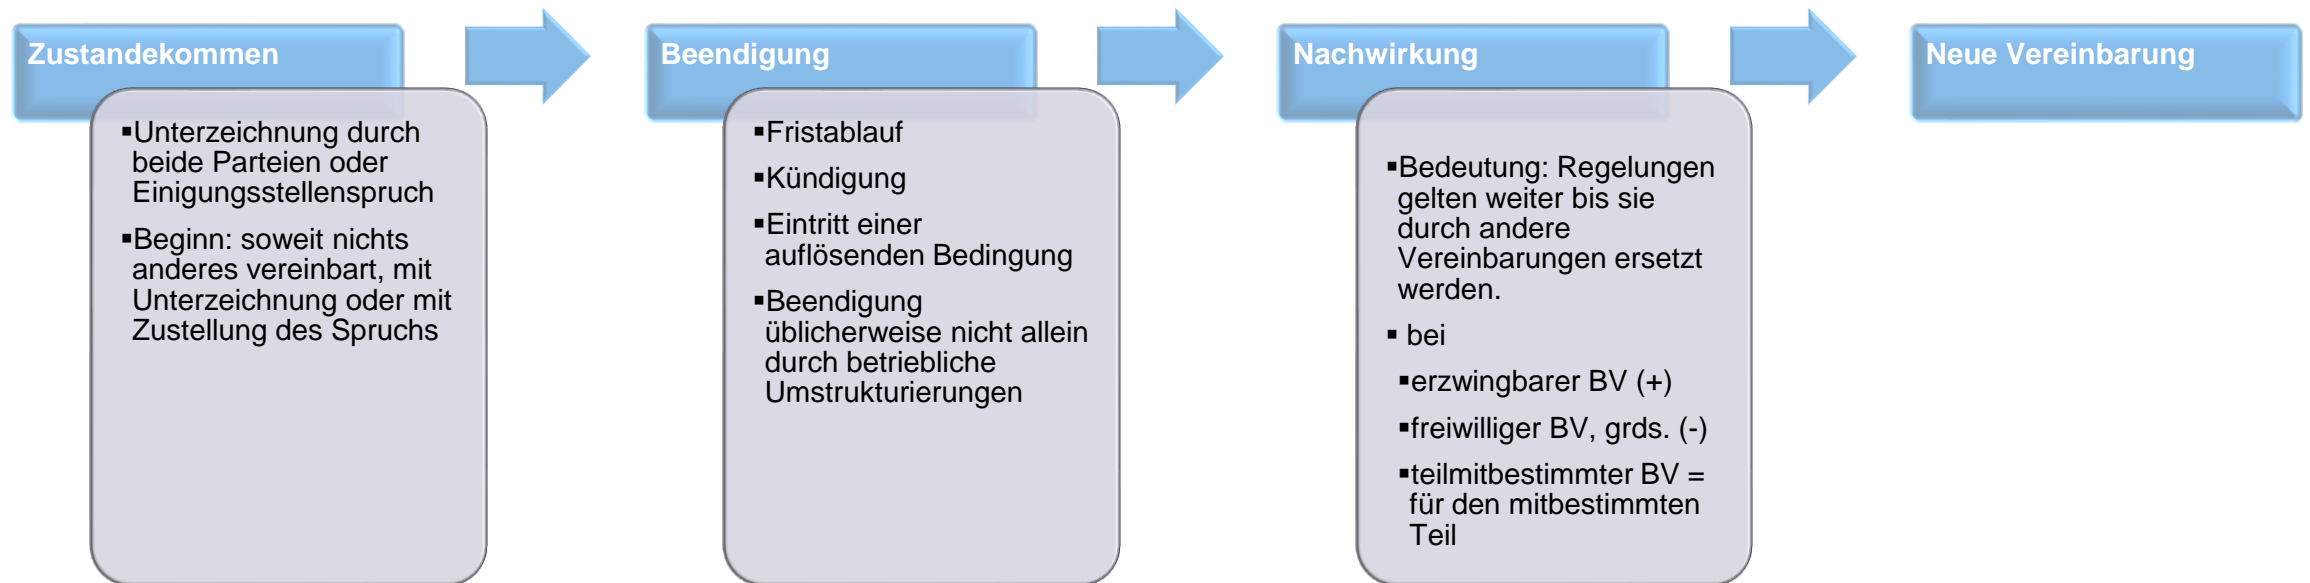 Zustandekommen
▪Unterzeichnung durch
beide Parteien oder
Einigungsstellenspruch
▪Beginn: soweit nichts
anderes vereinbart, mit
Unterzeichnung oder mit
Zustellung des Spruchs
Beendigung
▪Fristablauf
▪Kündigung
▪Eintritt einer
auflösenden Bedingung
▪Beendigung
üblicherweise nicht allein
durch betriebliche
Umstrukturierungen
Nachwirkung
▪Bedeutung: Regelungen
gelten weiter bis sie
durch andere
Vereinbarungen ersetzt
werden.
▪ bei
▪erzwingbarer BV (+)
▪freiwilliger BV, grds. (-)
▪teilmitbestimmter BV =
für den mitbestimmten
Teil
Neue Vereinbarung